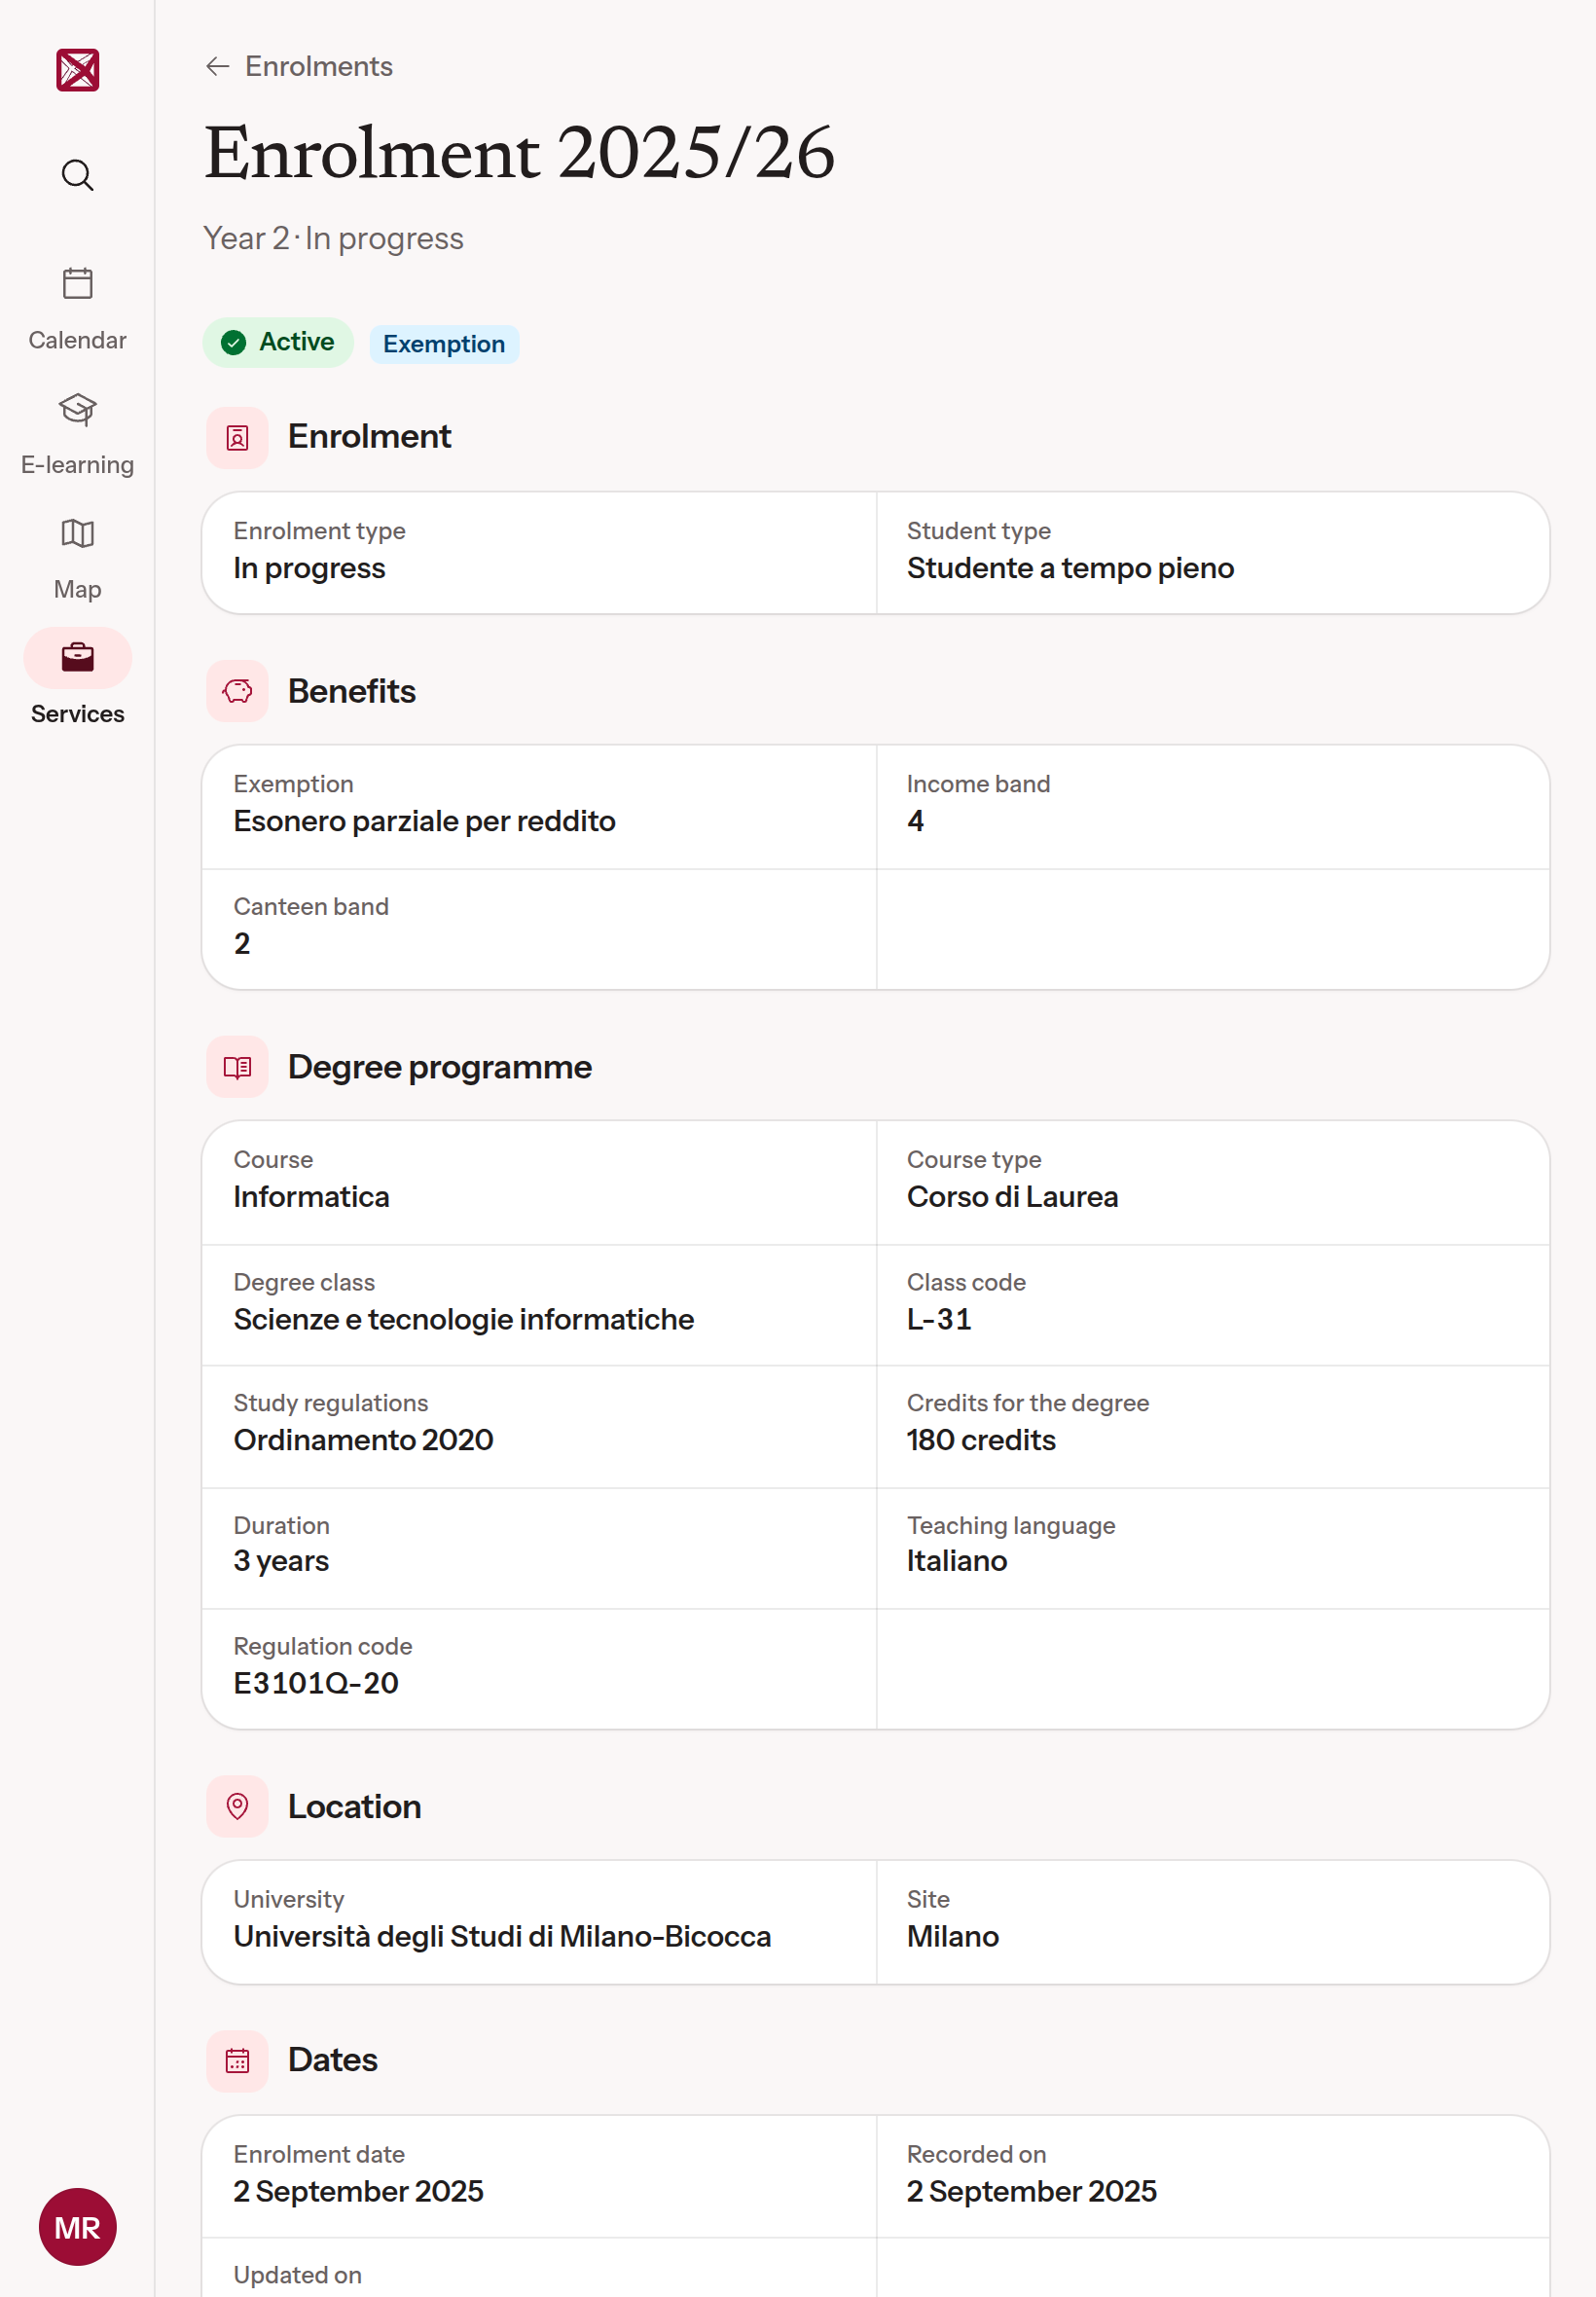 Enrolments
Enrolment 2025/26
Year 2 · In progress
Active
Exemption
Calendar
E-learning
Map
Services
Enrolment
Enrolment type
In progress
Student type
Studente a tempo pieno
Benefits
Exemption
Esonero parziale per reddito
Income band
4
Canteen band
2
Degree programme
Course
Informatica
Course type
Corso di Laurea
Degree class
Scienze e tecnologie informatiche
Class code
L-31
Study regulations
Ordinamento 2020
Credits for the degree
180 credits
Duration
3 years
Teaching language
Italiano
Regulation code
E3101Q-20
Location
University
Università degli Studi di Milano-Bicocca
Site
Milano
Dates
Enrolment date
2 September 2025
Recorded on
2 September 2025
Updated on
MR